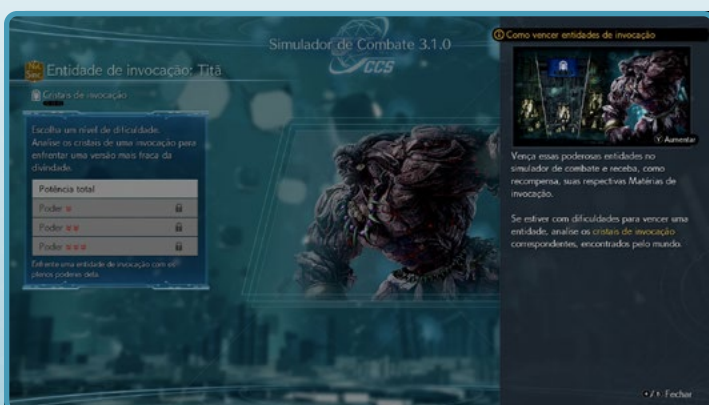 Simulador de Combate 3.1.0
CCS
Entidade de invocação: Titã
Cristais de invocação
Escolha um nível de dificuldade.
Analise os cristais de uma invocação para
enfrentar uma versão mais fraca da
divindade.
Potência total
Poder
Poder
Poder
Enfrente uma entidade de invocação com os
plenos poderes dela.
Como vencer entidades de invocação
Aumentar
Vença essas poderosas entidades no
simulador de combate e receba, como
recompensa, suas respectivas Matérias de
invocação.
Se estiver com dificuldades para vencer uma
entidade, analise os cristais de invocação
correspondentes, encontrados pelo mundo.
Fechar